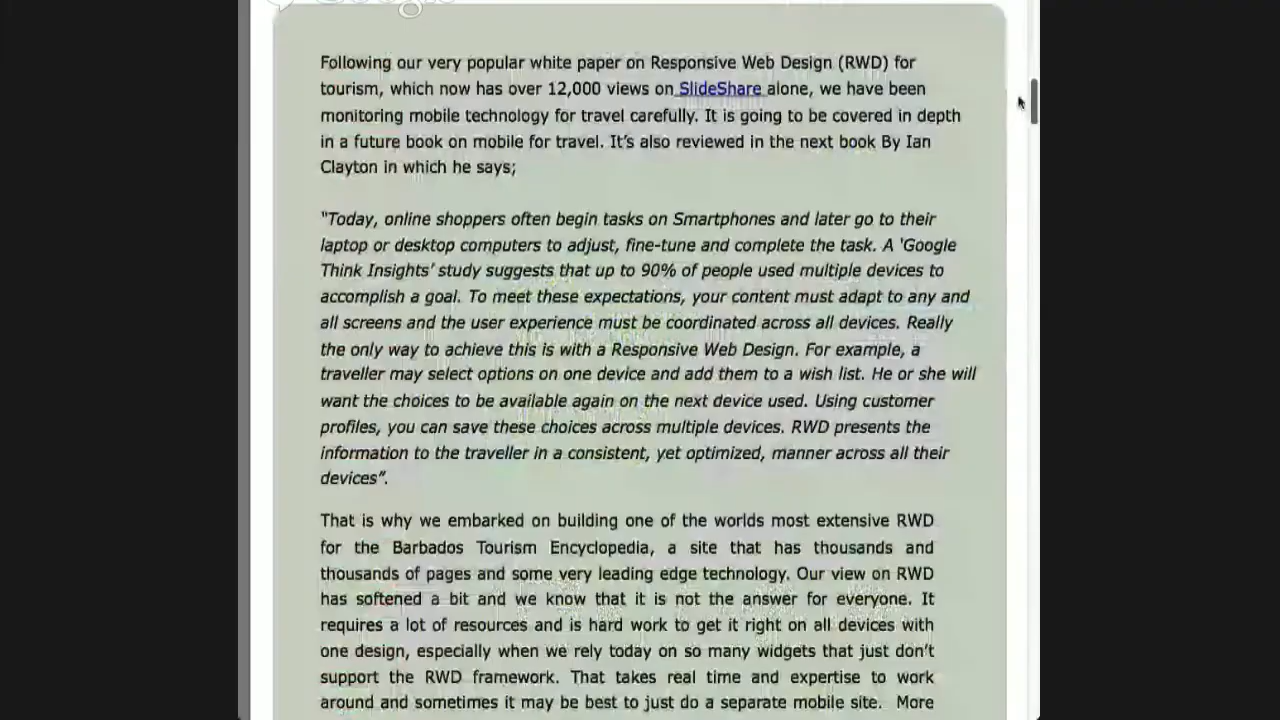 Google
Following our very popular white paper on Responsive Web Design (RWD) for
tourism, which now has over 12,000 views on SlideShare alone, we have been
monitoring mobile technology for travel carefully. It is going to be covered in depth
in a future book on mobile for travel. It's also reviewed in the next book By Ian
Clayton in which he says;
"Today, online shoppers often begin tasks on Smartphones and later go to their
laptop or desktop computers to adjust, fine-tune and complete the task. A 'Google
Think Insights' study suggests that up to 90% of people used multiple devices to
accomplish a goal. To meet these expectations, your content must adapt to any and
all screens and the user experience must be coordinated across all devices. Really
the only way to achieve this is with a Responsive Web Design. For example, a
traveller may select options on one device and add them to a wish list. He or she will
want the choices to be available again on the next device used. Using customer
profiles, you can save these choices across multiple devices. RWD presents the
information to the traveller in a consistent, yet optimized, manner across all their
devices".
That is why we embarked on building one of the worlds most extensive RWD
for the Barbados Tourism Encyclopedia, a site that has thousands and
thousands of pages and some very leading edge technology. Our view on RWD
has softened a bit and we know that it is not the answer for everyone. It
requires a lot of resources and is hard work to get it right on all devices with
one design, especially when we rely today on so many widgets that just don't
support the RWD framework. That takes real time and expertise to work
around and sometimes it may be best to just do a separate mobile site. More